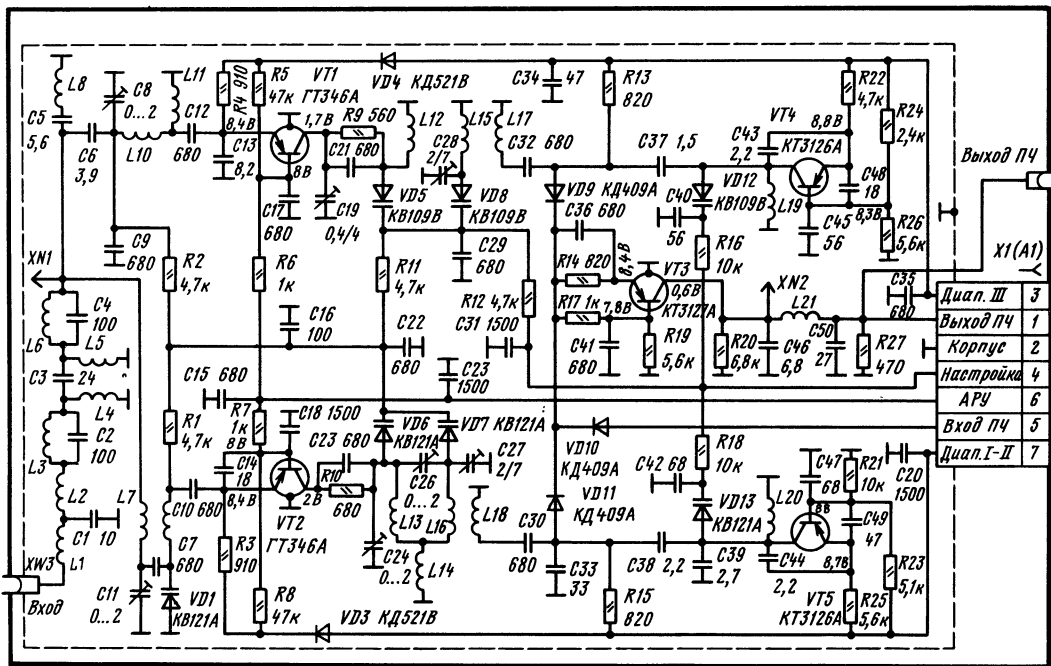 L8
C8
0...2
L11
C12
680
R4 910
R5
47к
VT1
ГТ346А
VD4 КД521В
C34
47
R13
820
R22
4,7к
R24
2,4к
C5
5,6
C6
3,9
L10
8,4В
C13
8,2
8В
1,7В
R9 560
C21 680
L12
C28
2/7
L15
L17
C32 680
C37 1,5
C43
2,2
VT4
8,8В
КТ3126А
Выход ПЧ
C17
680
C19
0,4/4
VD5
КВ109В
VD8
КВ109В
VD9 КД409А
C36 680
C40
56
VD12
КВ109В
L19
C48
18
C45
56
8,3В
R26
5,6к
XN1
C9
680
R2
4,7к
R6
1к
R11
4,7к
C29
680
R12 4,7к
R14 820
8,4В
VT3
R16
10к
X1(А1)
R17 1к
7,8В
0,6В
КТ3127А
XN2
L21
C35
680
Диап. III 3
Выход ПЧ 1
Корпус 2
Настройка 4
АРУ 6
Вход ПЧ 5
Диап. I-II 7
C4
100
L6
L5
C16
100
C22
680
C31 1500
C41
680
R19
5,6к
R20
6,8к
C46
6,8
C50
27
R27
470
C3
24
C15 680
C23
1500
L4
C2
100
L3
R1
4,7к
R7
1к
8В
C18 1500
C23 680
VD6
КВ121А
VD7 КВ121А
C27
2/7
VD10
КД409А
R18
10к
C42 68
C47
68
R21
10к
C20
1500
L2
C1
10
L7
C10 680
C14
18
8,4В
2В
R10
680
C26
0...2
VD11
КД409А
VD13
КВ121А
L20
8В
C49
47
XW3
L1
Вход
C7
680
C11
0...2
VD1
КВ121А
R3
910
VT2
ГТ346А
C24
0...2
L13
L16
L14
L18
C30
680
C33
33
C38
2,2
C39
2,7
C44
2,2
8,7В
R23
5,1к
R8
47к
VD3 КД521В
R15
820
VT5
КТ3126А
R25
5,6к